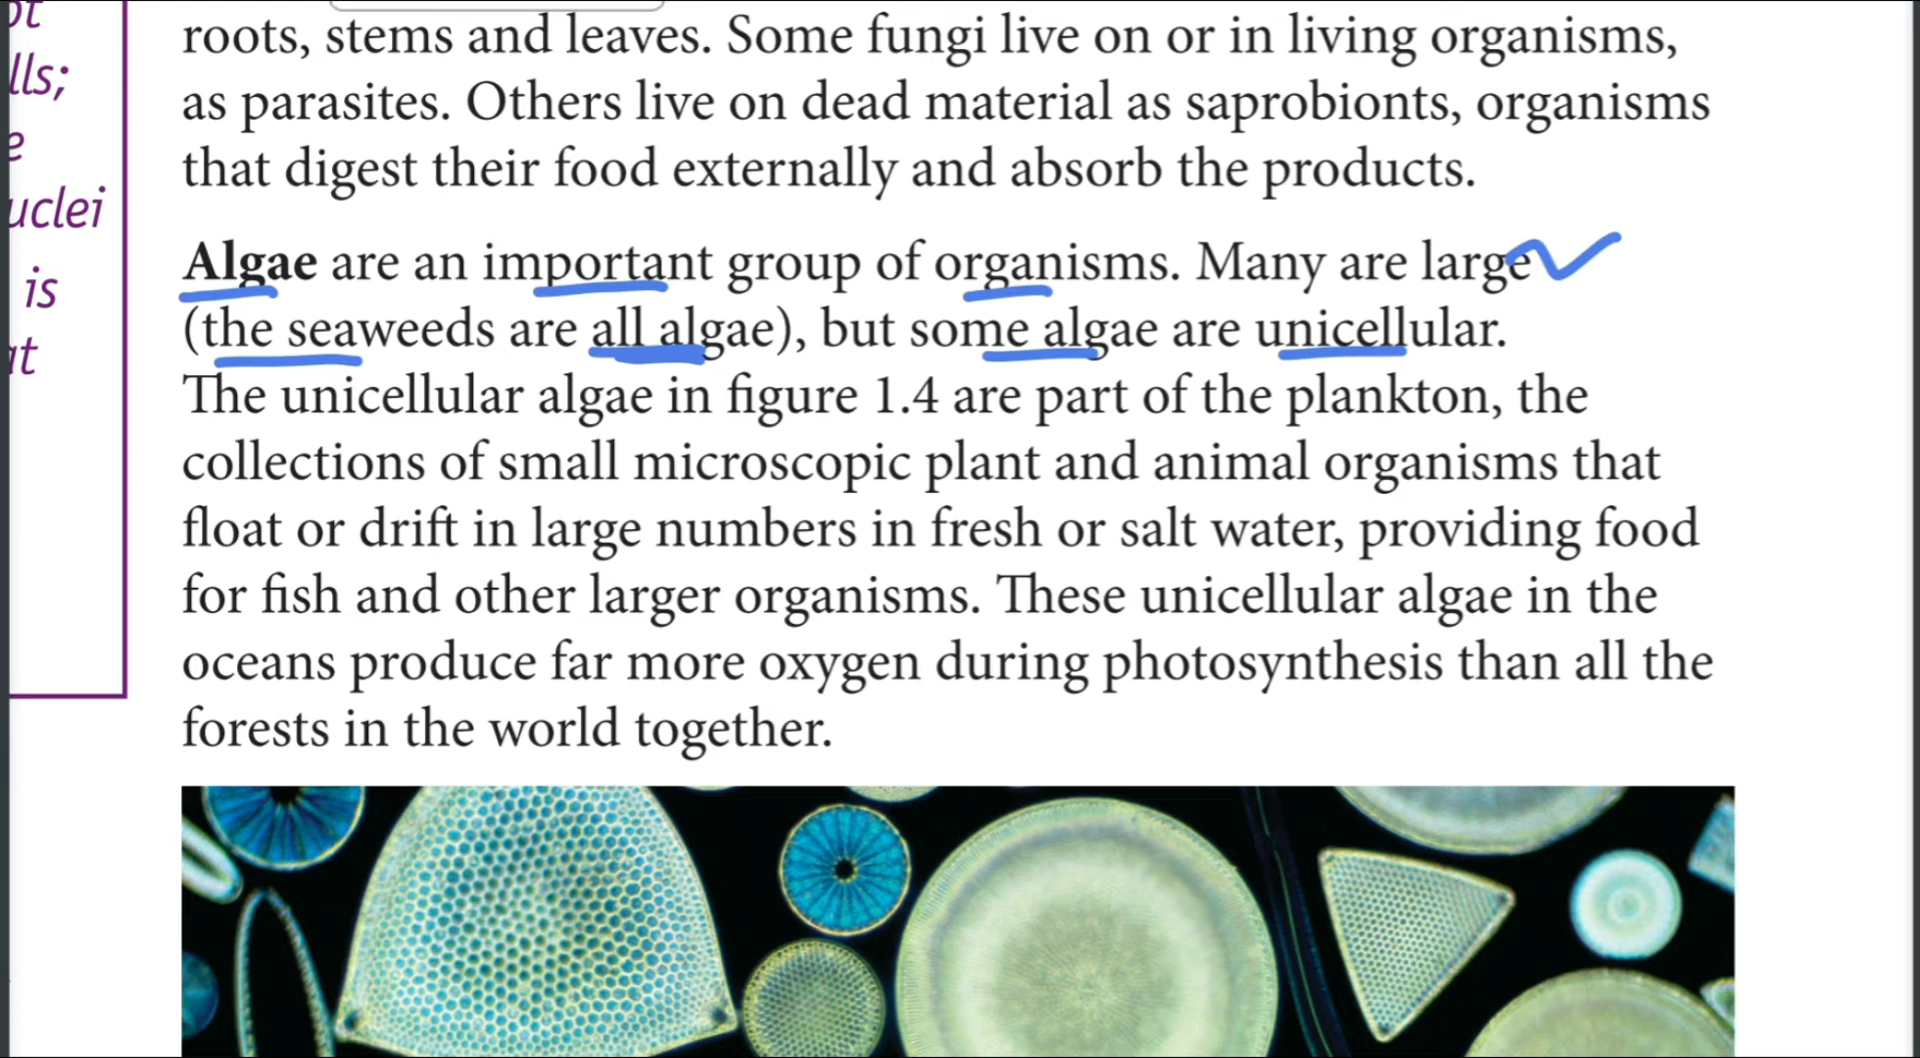 lls;
uclei
is
roots, stems and leaves. Some fungi live on or in living organisms,
as parasites. Others live on dead material as saprobionts, organisms
that digest their food externally and absorb the products.
Algae are an important group of organisms. Many are large
(the seaweeds are all algae), but some algae are unicellular.
The unicellular algae in figure 1.4 are part of the plankton, the
collections of small microscopic plant and animal organisms that
float or drift in large numbers in fresh or salt water, providing food
for fish and other larger organisms. These unicellular algae in the
oceans produce far more oxygen during photosynthesis than all the
forests in the world together.